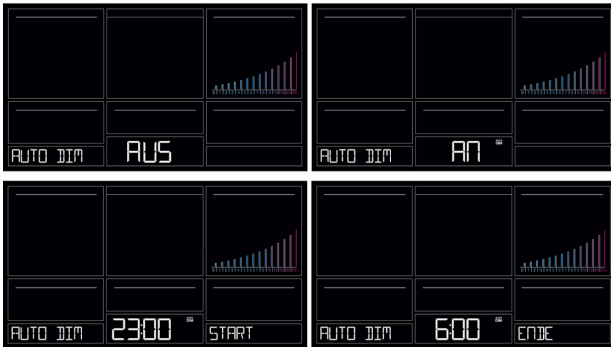 AUTO DIM AUS
AUTO DIM AN
AUTO DIM 23:00 START
AUTO DIM 6:00 ENDE